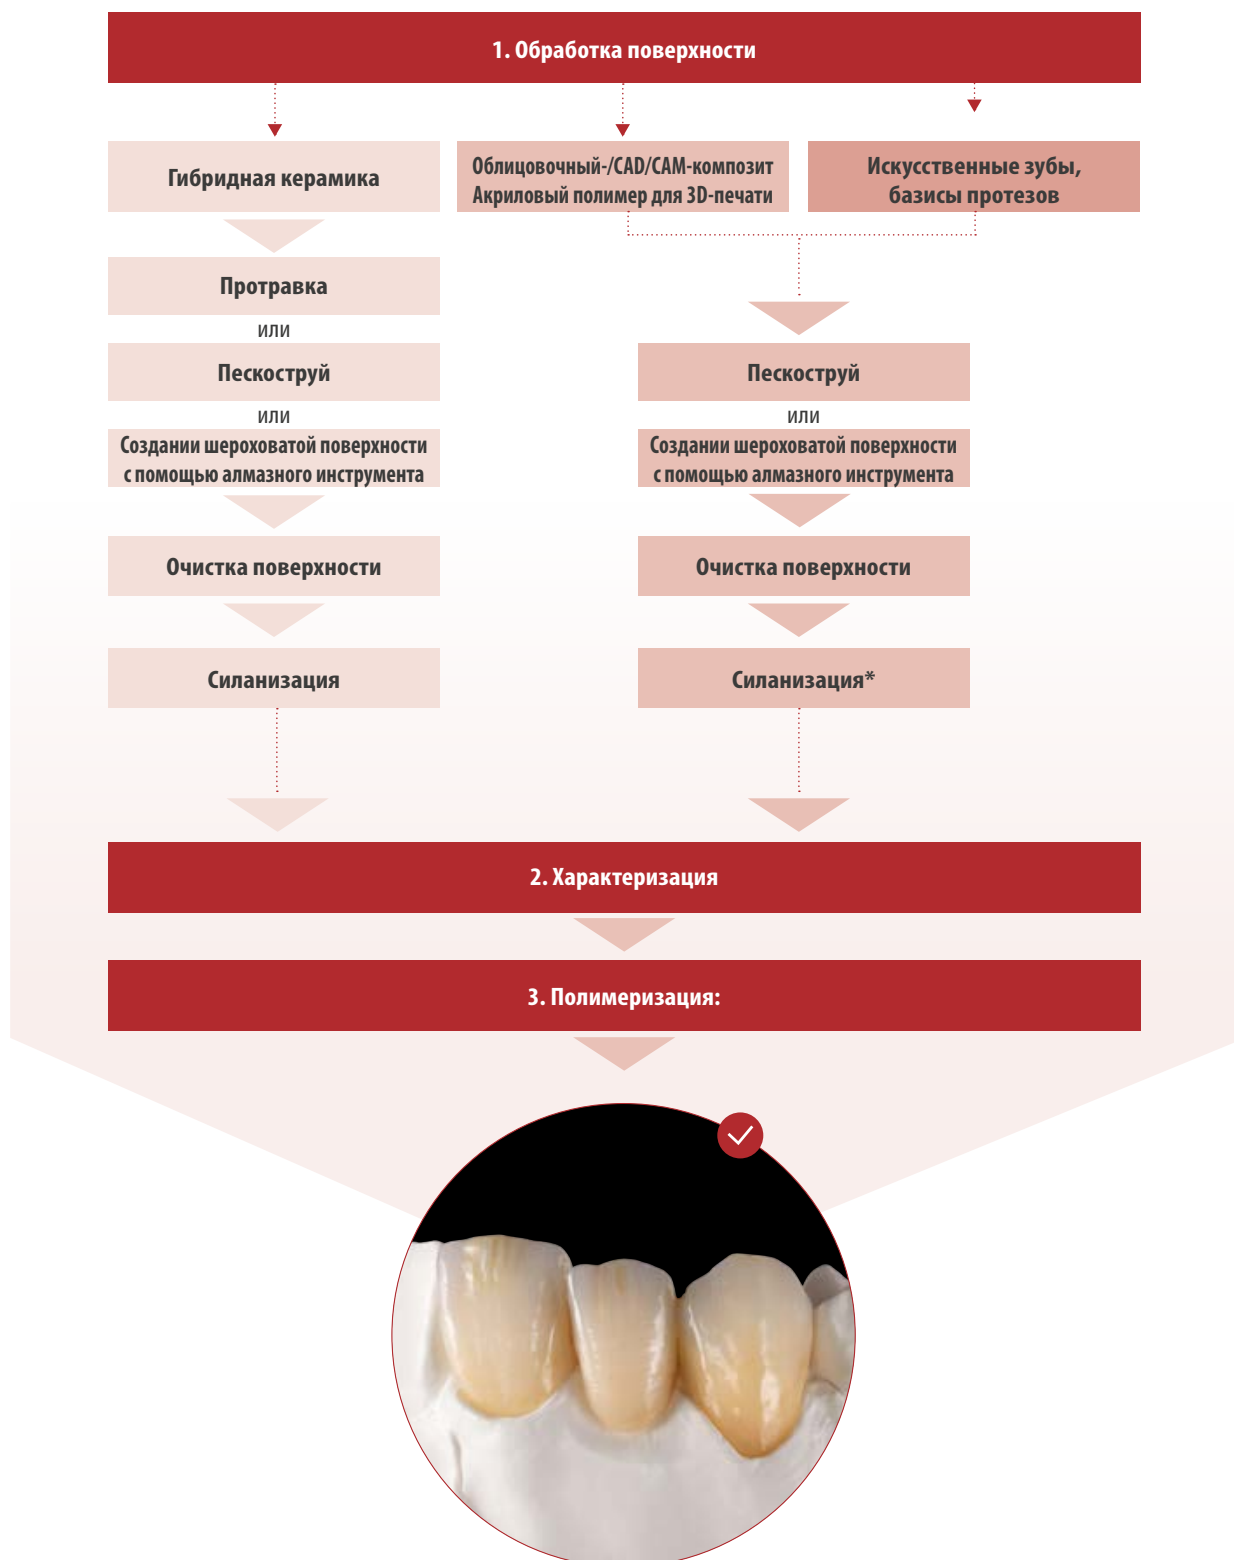 1. Обработка поверхности
Гибридная керамика
Облицовочный-/CAD/CAM-композит
Акриловый полимер для 3D-печати
Искусственные зубы,
базисы протезов
Протравка
или
Пескоструй
или
Создании шероховатой поверхности
с помощью алмазного инструмента
Очистка поверхности
Силанизация
Пескоструй
или
Создании шероховатой поверхности
с помощью алмазного инструмента
Очистка поверхности
Силанизация*
2. Характеризация
3. Полимеризация: